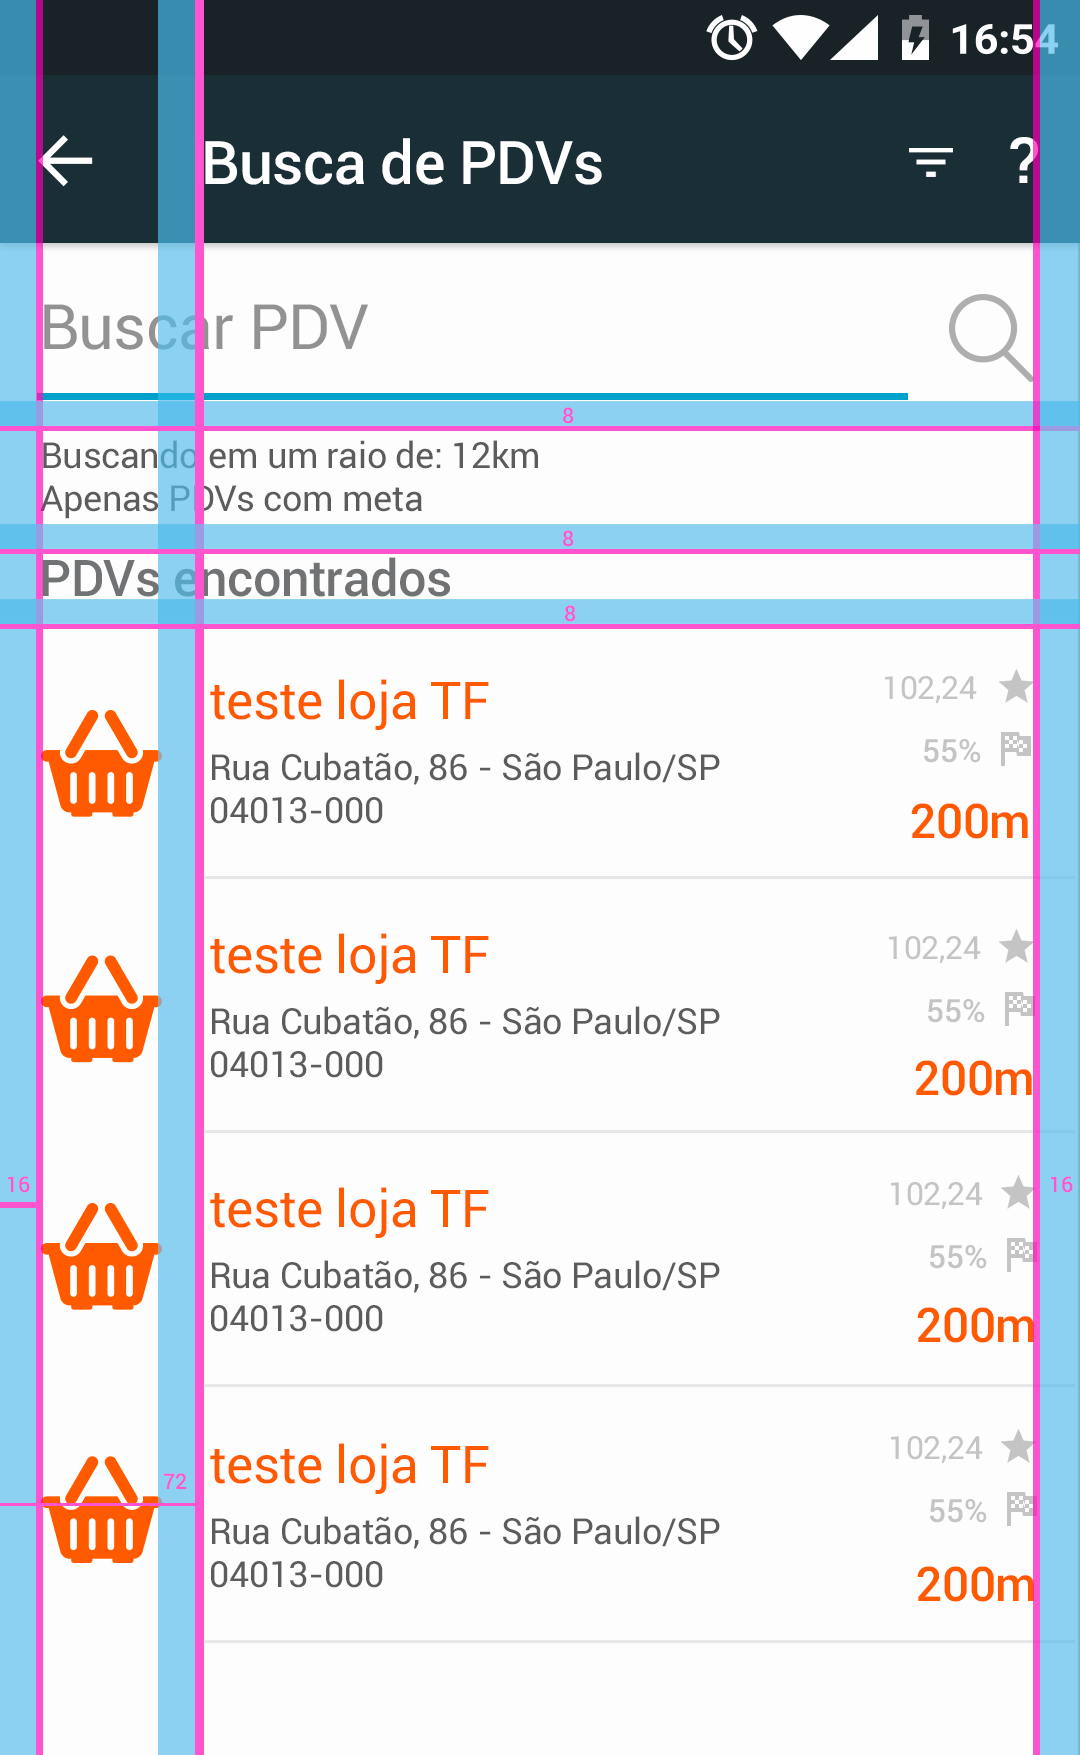 16:54
Busca de PDVs ?
Buscar PDV
8
Buscando em um raio de: 12km
Apenas PDVs com meta
8
PDVs encontrados
8
teste loja TF
102,24
Rua Cubatão, 86 - São Paulo/SP
55%
04013-000
200m
teste loja TF
102,24
Rua Cubatão, 86 - São Paulo/SP
55%
04013-000
200m
16
16
teste loja TF
102,24
Rua Cubatão, 86 - São Paulo/SP
55%
04013-000
200m
teste loja TF
102,24
72
Rua Cubatão, 86 - São Paulo/SP
55%
04013-000
200m